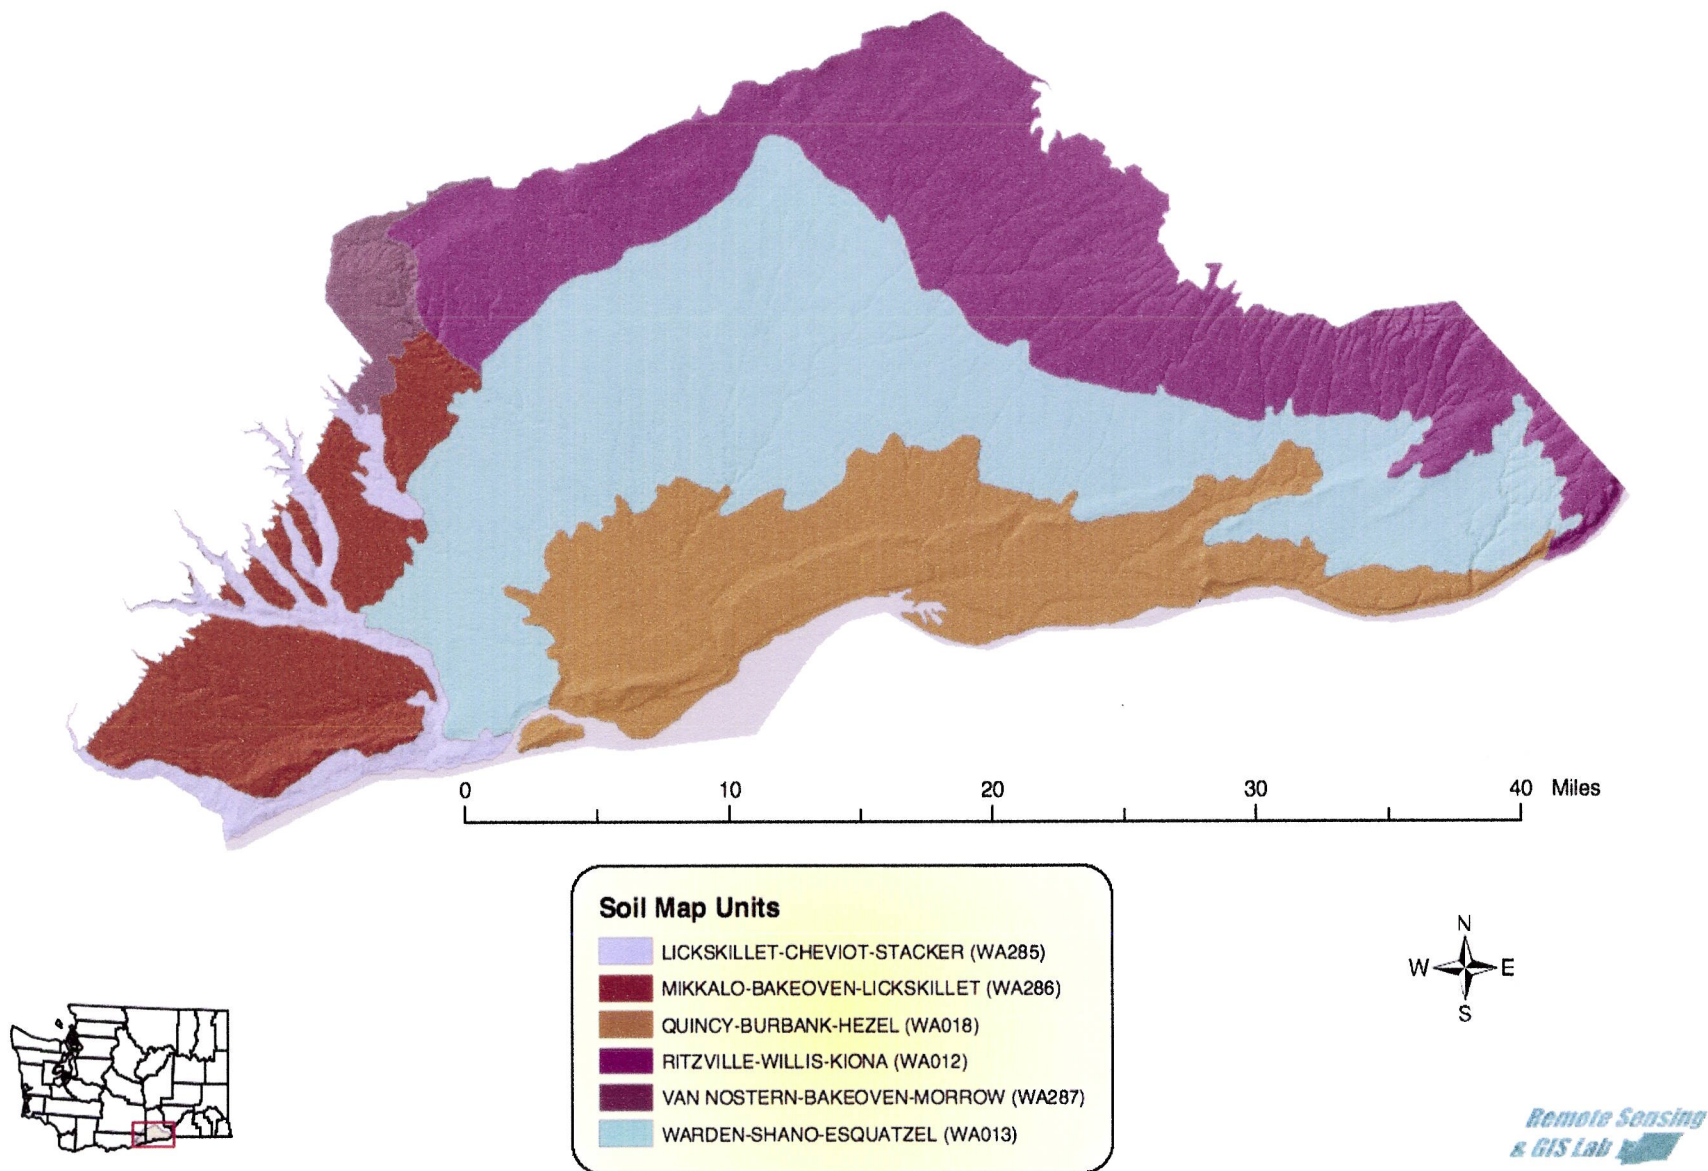 0 10 20 30 40 Miles
Soil Map Units
LICKSKILLET-CHEVIOT-STACKER (WA285)
MIKKALO-BAKEOVEN-LICKSKILLET (WA286)
QUINCY-BURBANK-HEZEL (WA018)
RITZVILLE-WILLIS-KIONA (WA012)
VAN NOSTERN-BAKEOVEN-MORROW (WA287)
WARDEN-SHANO-ESQUATZEL (WA013)
N
W E
S
Remote Sensing
& GIS Lab